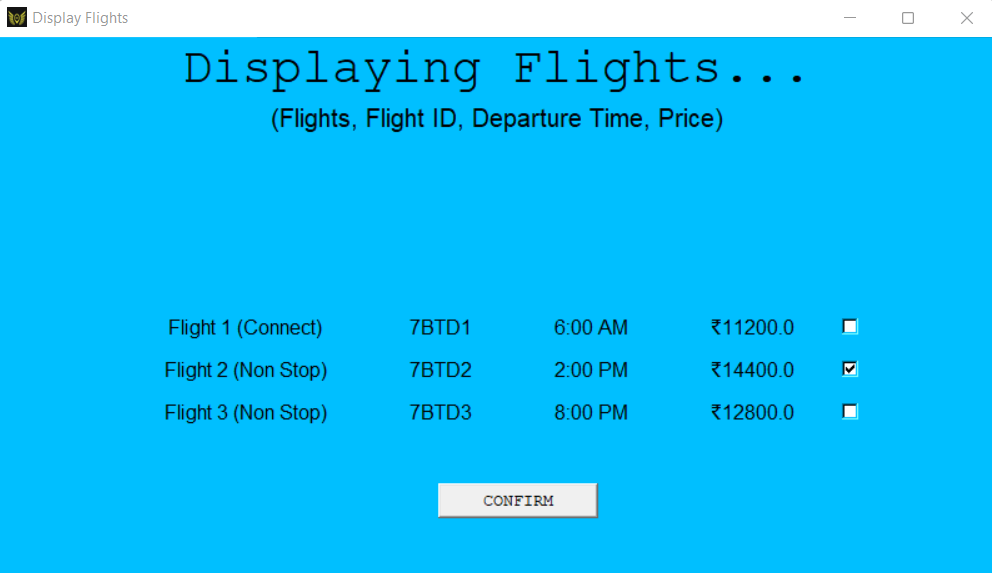 Display Flights
Displaying Flights...
(Flights, Flight ID, Departure Time, Price)
Flight 1 (Connect) 7BTD1 6:00 AM ₹11200.0
Flight 2 (Non Stop) 7BTD2 2:00 PM ₹14400.0
Flight 3 (Non Stop) 7BTD3 8:00 PM ₹12800.0
CONFIRM